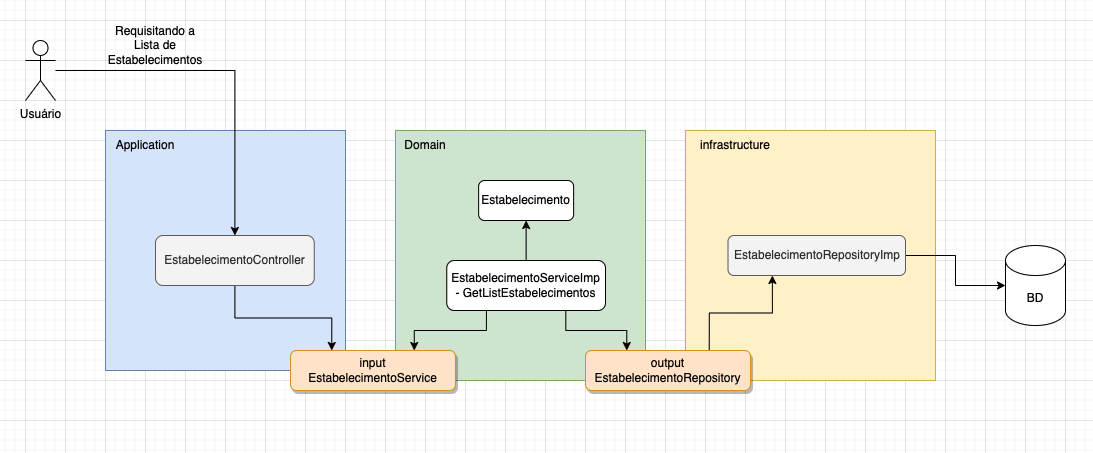 Requisitando a
Lista de
Estabelecimentos
Usuário
Application
Domain
infrastructure
Estabelecimento
EstabelecimentoController
EstabelecimentoServiceImp
- GetListEstabelecimentos
EstabelecimentoRepositoryImp
BD
input
EstabelecimentoService
output
EstabelecimentoRepository